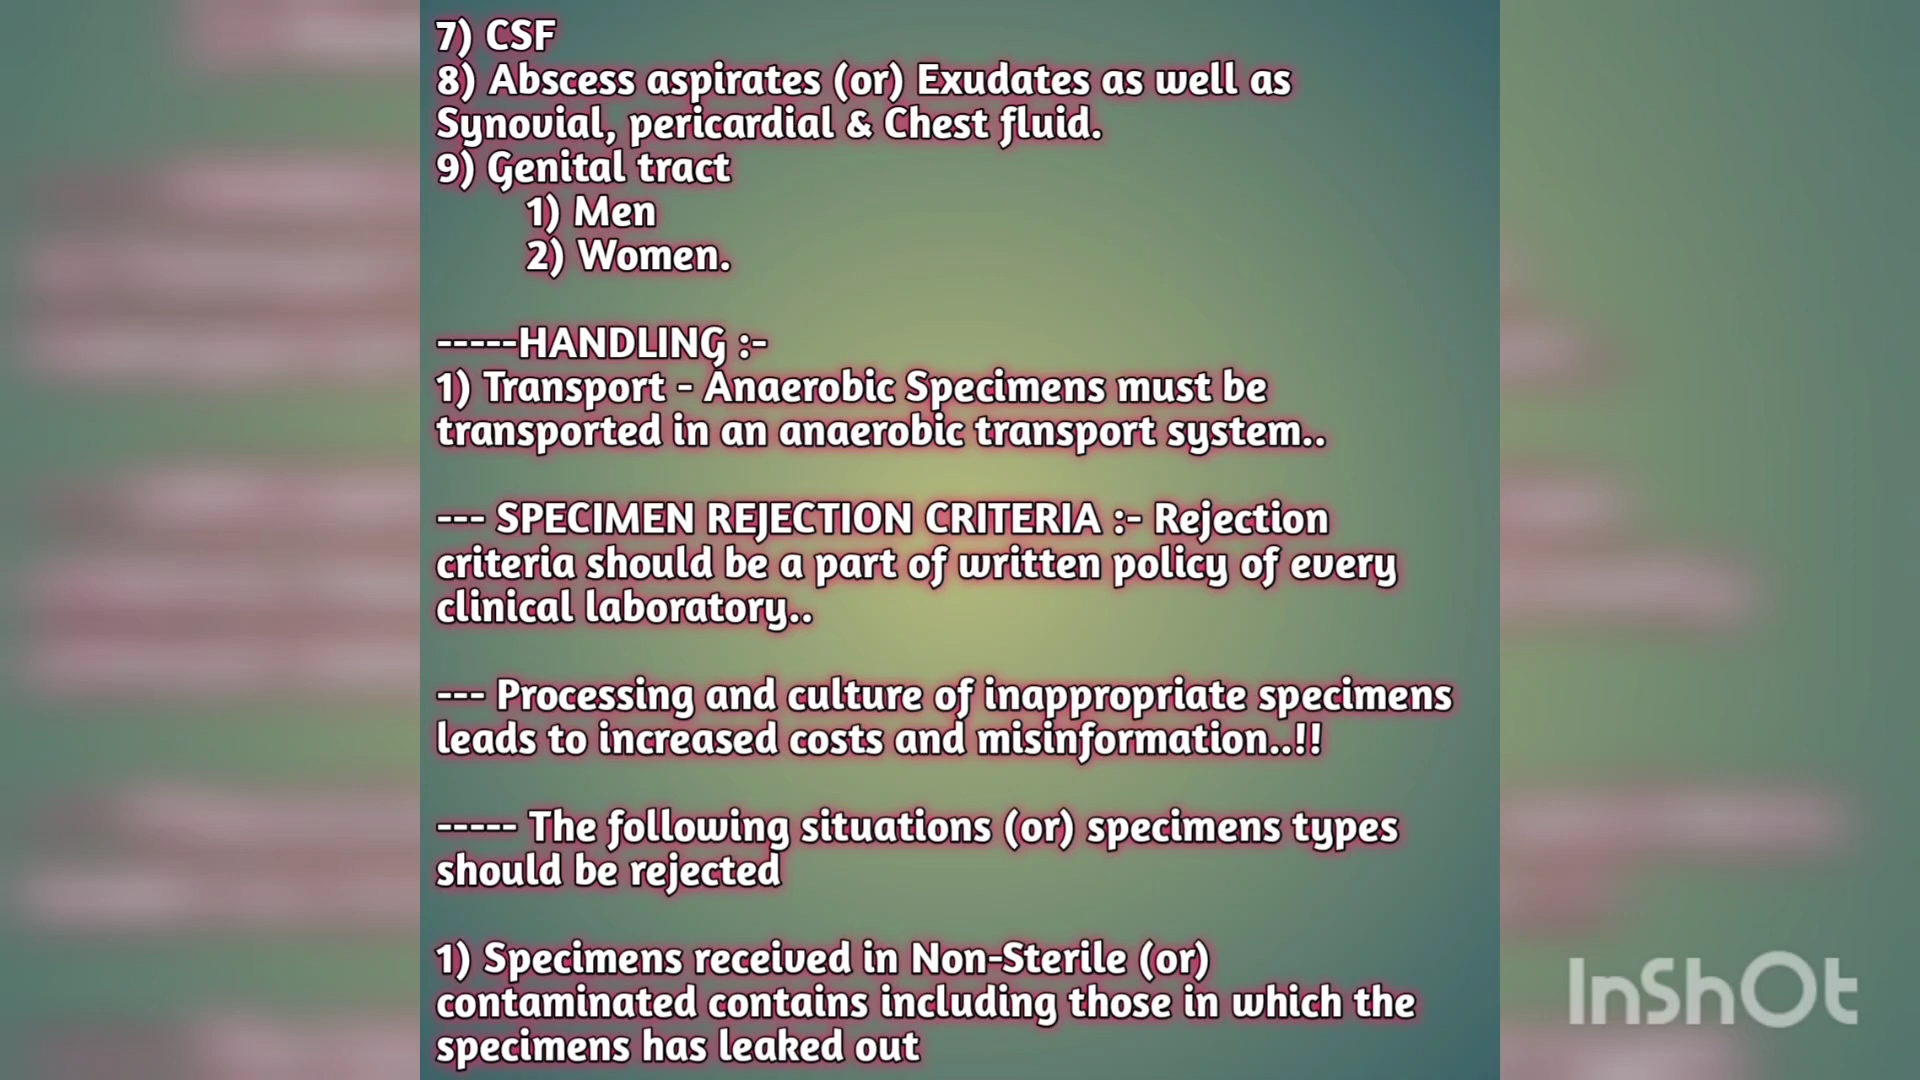 7) CSF
8) Abscess aspirates (or) Exudates as well as
Synovial, pericardial & Chest fluid.
9) Genital tract
1) Men
2) Women.
-----HANDLING :-
1) Transport - Anaerobic Specimens must be
transported in an anaerobic transport system..
--- SPECIMEN REJECTION CRITERIA :- Rejection
criteria should be a part of written policy of every
clinical laboratory..
--- Processing and culture of inappropriate specimens
leads to increased costs and misinformation..!!
----- The following situations (or) specimens types
should be rejected
1) Specimens received in Non-Sterile (or)
contaminated contains including those in which the
specimens has leaked out
InShOt